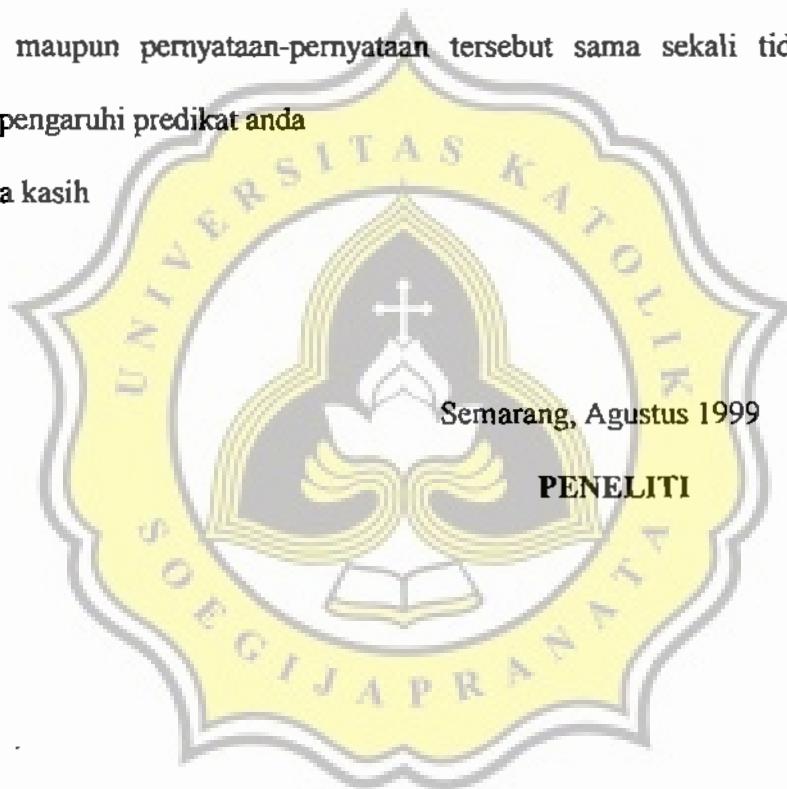 maupun pernyataan-pernyataan tersebut sama sekali tid
pengaruhi predikat anda
a kasih
UNIVERSITAS KATOLIK
Semarang, Agustus 1999
PENELITI
SOEGIJAPRANATA